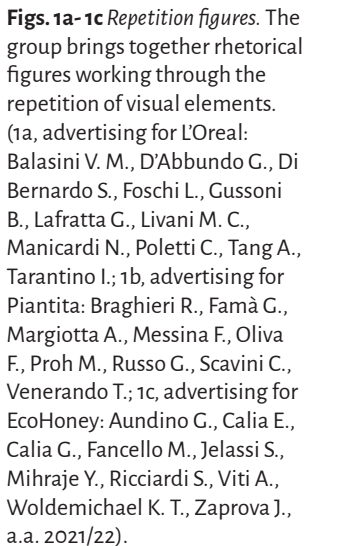 Figs. 1a- 1c Repetition figures. The
group brings together rhetorical
figures working through the
repetition of visual elements.
(1a, advertising for L’Oreal:
Balasini V. M., D’Abbundo G., Di
Bernardo S., Foschi L., Gussoni
B., Lafratta G., Livani M. C.,
Manicardi N., Poletti C., Tang A.,
Tarantino I.; 1b, advertising for
Piantita: Braghieri R., Famà G.,
Margiotta A., Messina F., Oliva
F., Proh M., Russo G., Scavini C.,
Venerando T.; 1c, advertising for
EcoHoney: Aundino G., Calia E.,
Calia G., Fancello M., Jelassi S.,
Mihraje Y., Ricciardi S., Viti A.,
Woldemichael K. T., Zaprova J.,
a.a. 2021/22).